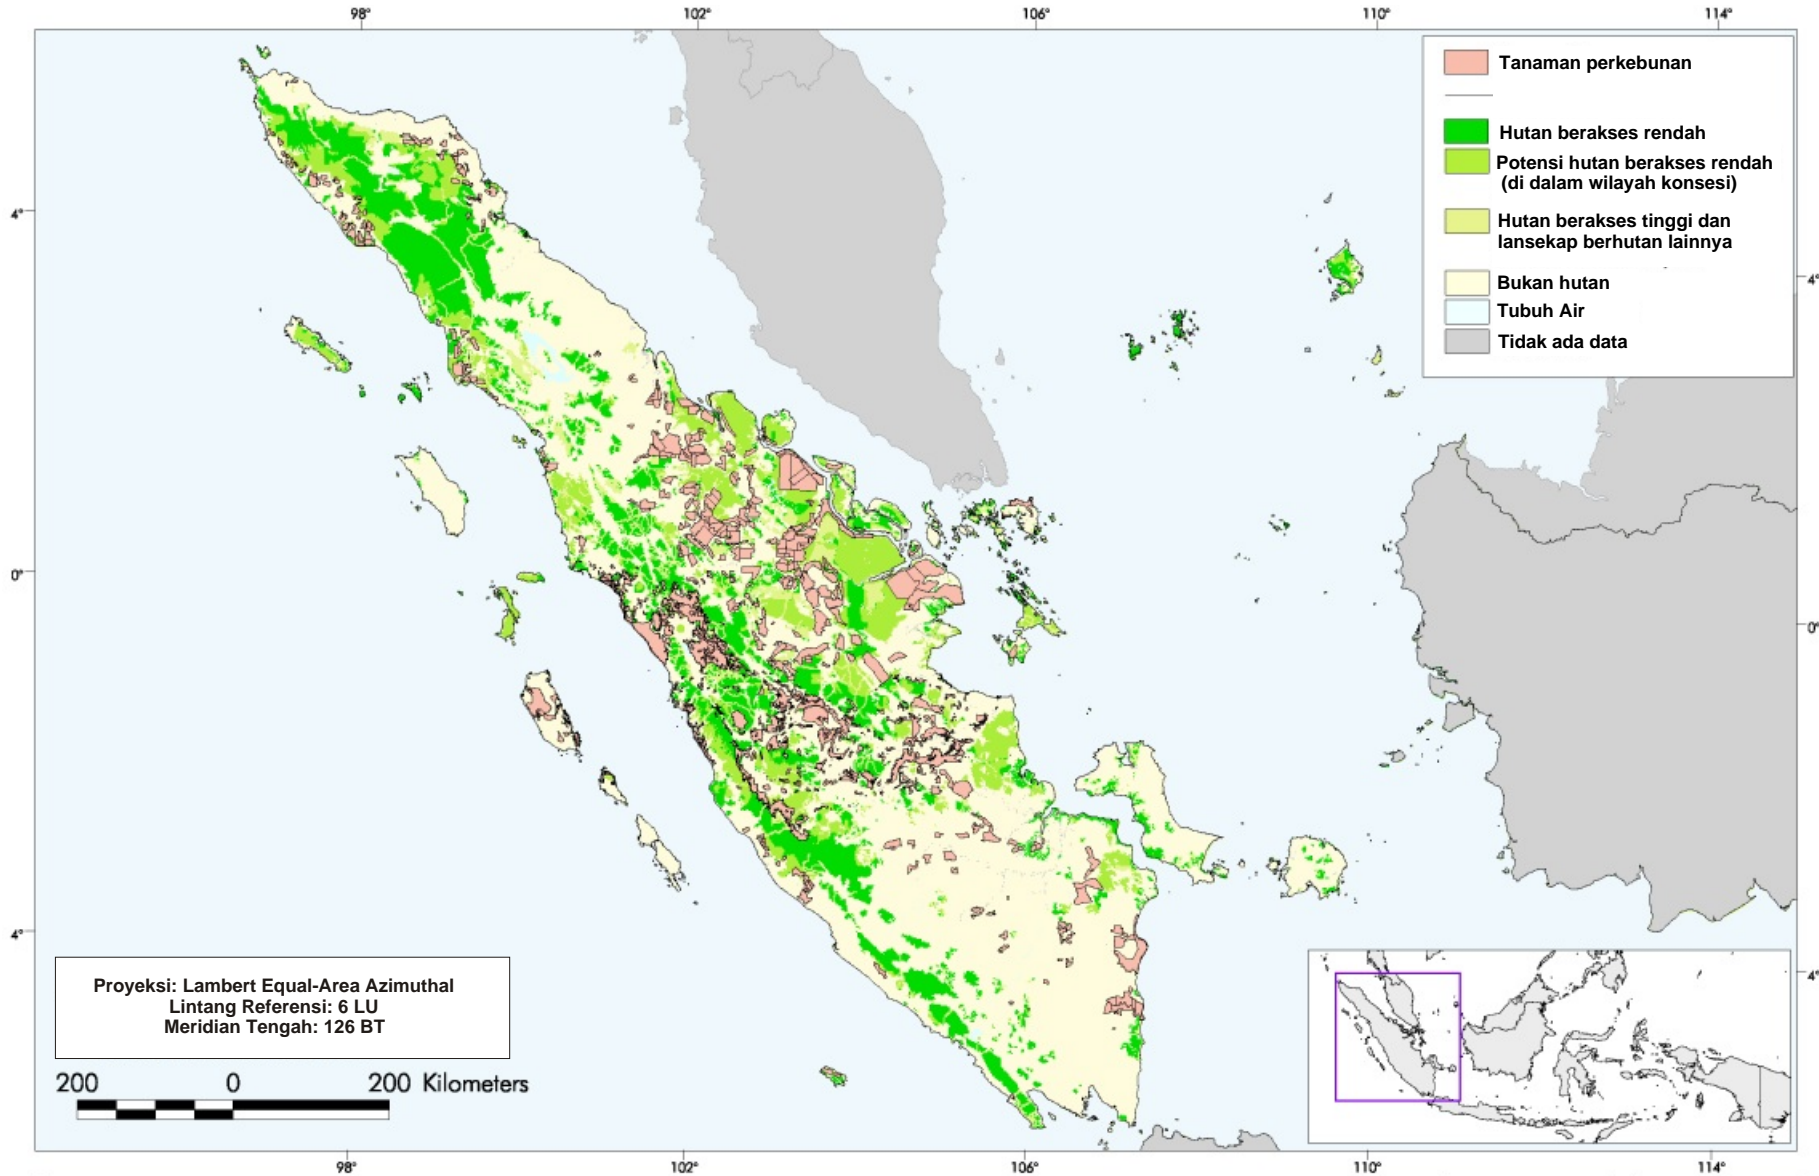 98°
102°
106°
110°
114°
Tanaman perkebunan
Hutan berakses rendah
Potensi hutan berakses rendah
(di dalam wilayah konsesi)
Hutan berakses tinggi dan
lansekap berhutan lainnya
Bukan hutan
Tubuh Air
Tidak ada data
4°
4°
0°
0°
4°
4°
Proyeksi: Lambert Equal-Area Azimuthal
Lintang Referensi: 6 LU
Meridian Tengah: 126 BT
200 0 200 Kilometers
98°
102°
106°
110°
114°